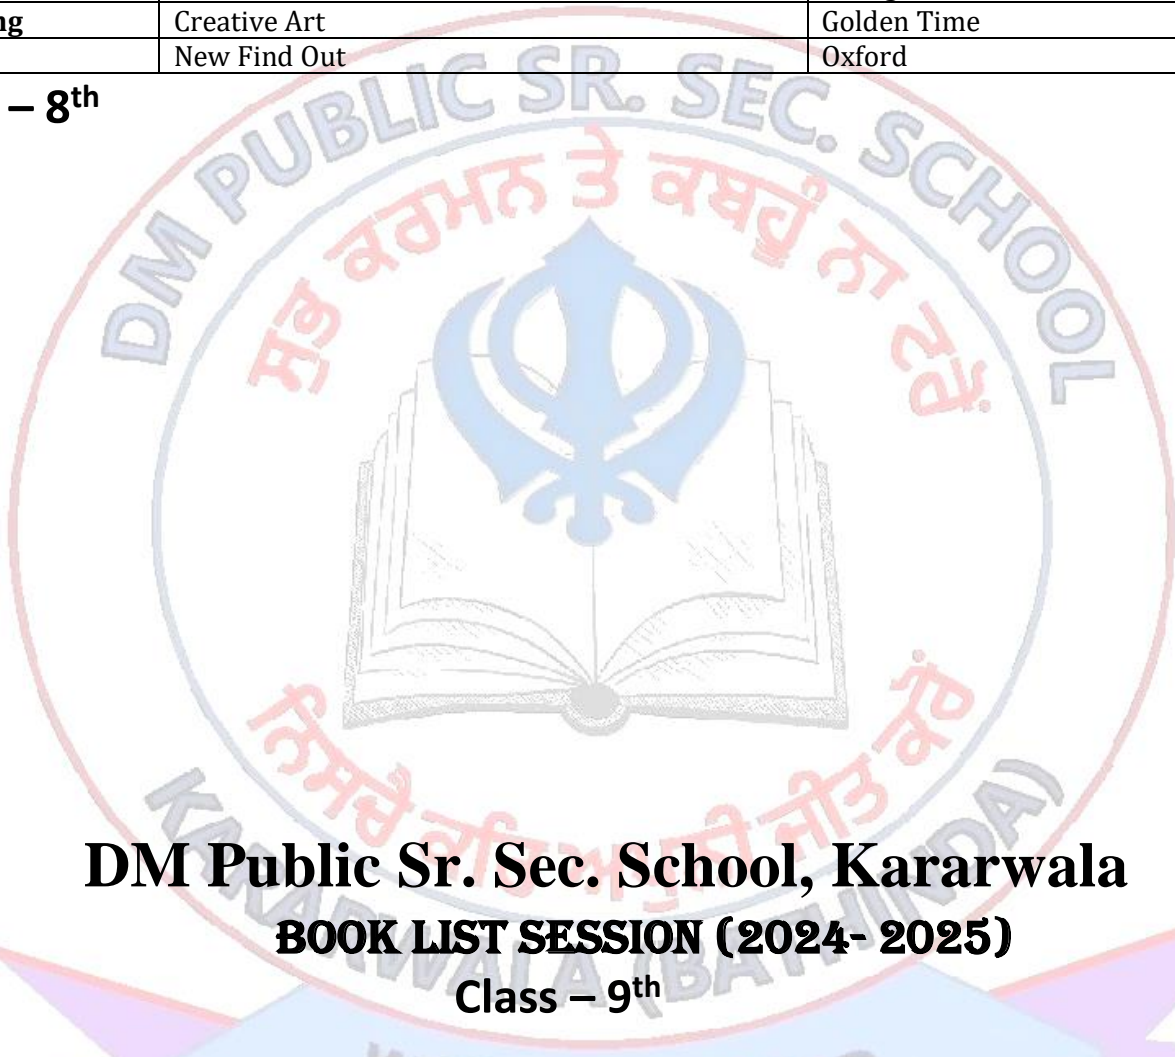 ng Creative Art Golden Time
New Find Out Oxford
– 8th
DM PUBLIC SR. SEC. SCHOOL
ਸੁਭ ਕਰਮਨ ਤੇ ਕਬਹੂੰ ਨਾ ਟਰੋਂ
ਨਿਸਚੈ ਕਰਿ ਅਪੁਨੀ ਜੀਤ ਕਰੋਂ
KARARWALA (BATHINDA)
DM Public Sr. Sec. School, Kararwala
BOOK LIST SESSION (2024- 2025)
Class – 9th